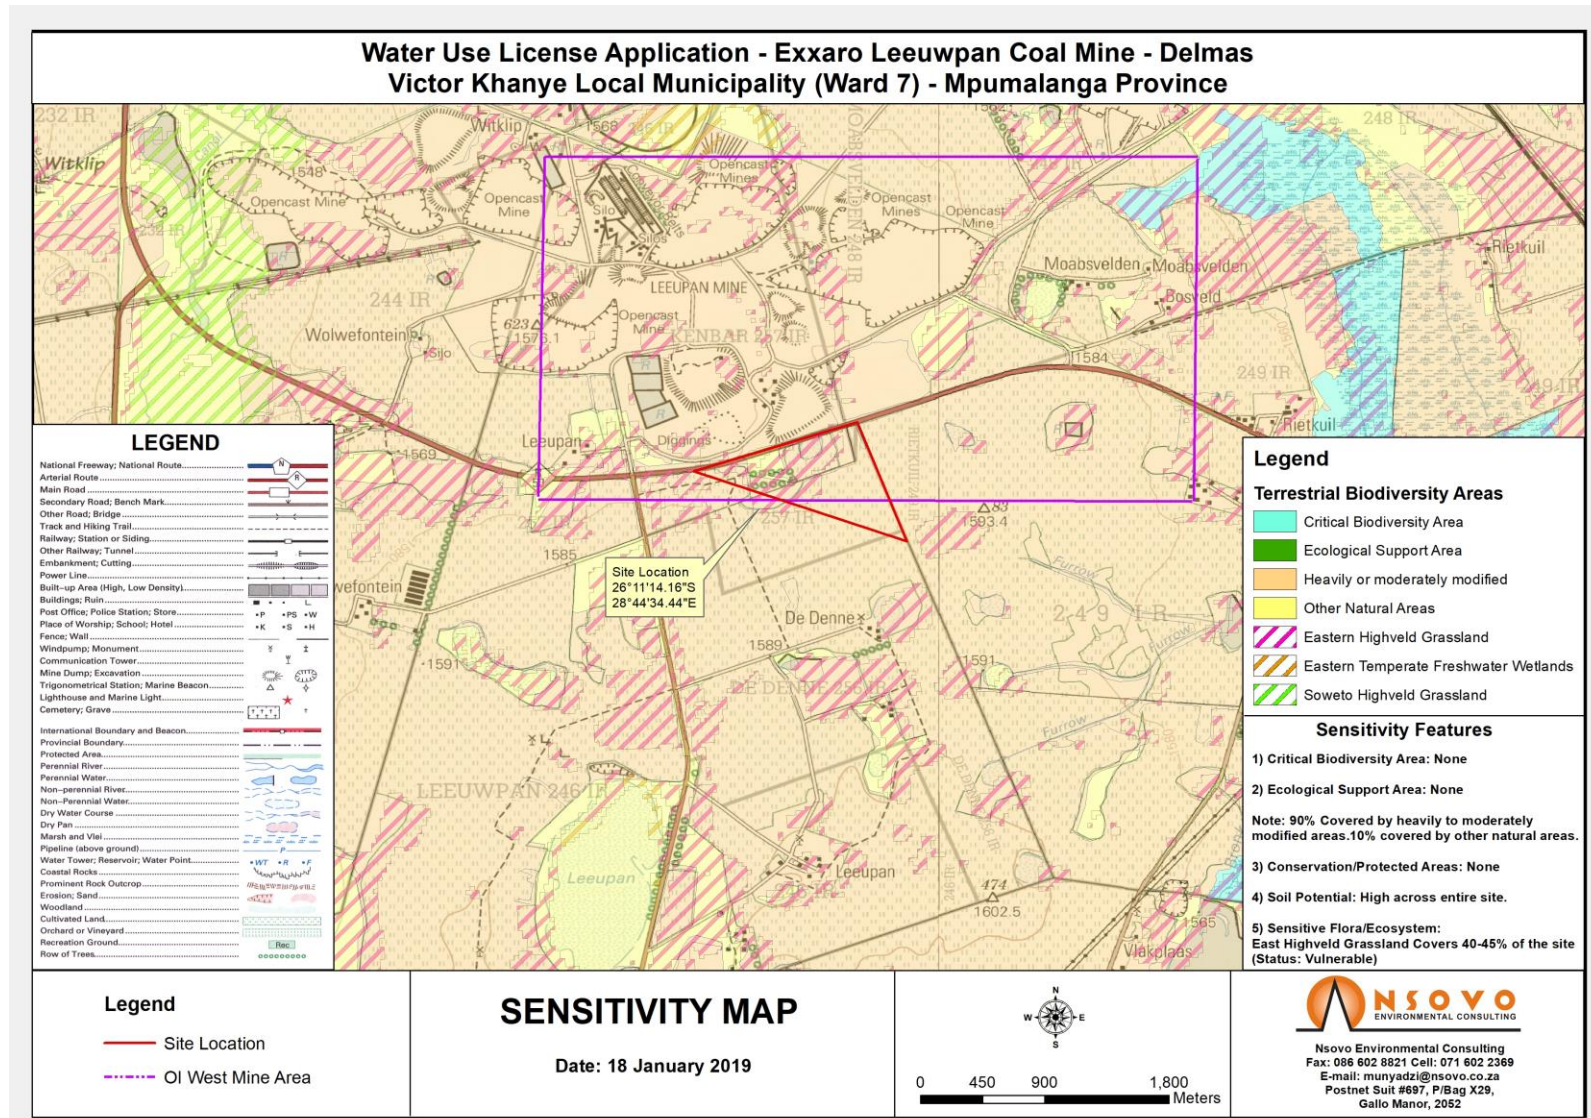 Water Use License Application - Exxaro Leeuwpan Coal Mine - Delmas
Victor Khanye Local Municipality (Ward 7) - Mpumalanga Province
232 IR
Witklip
1568
248 IR
Witklip
1548
Opencast Mine
Opencast
Mine
Silo
Silos
Conveyor Belts
Opencast
Mines
MOABSVELDEN 248 IR
Opencast
Mines
Opencast
Mine
Rietkuil
232 IR
244 IR
LEEUPAN MINE
Moabsvelden
Moabsvelden
Bosveld
Wolwefontein
Silo
623
1576.1
Opencast
Mine
KENBAR 257 IR
R
R
1584
249 IR
249 IR
Rietkuil
Leeupan
Diggings
1569
R
257 IR
83
1593.4
1585
Site Location
26°11'14.16"S
28°44'34.44"E
wefontein
De Denne
1589
1591
1591
2 4 9 I R
Furrow
Furrow
Furrow
LEEUWPAN 246 IR
Leeupan
Leeupan
474
1602.5
1565
Vlakplaas
LEGEND
National Freeway; National Route
N
Arterial Route
R
Main Road
Secondary Road; Bench Mark
Other Road; Bridge
Track and Hiking Trail
Railway; Station or Siding
Other Railway; Tunnel
Embankment; Cutting
Power Line
Built-up Area (High, Low Density)
Buildings; Ruin
Post Office; Police Station; Store
•P •PS •W
Place of Worship; School; Hotel
•K •S •H
Fence; Wall
Windpump; Monument
Communication Tower
Mine Dump; Excavation
Trigonometrical Station; Marine Beacon
Lighthouse and Marine Light
Cemetery; Grave
International Boundary and Beacon
Provincial Boundary
Protected Area
Perennial River
Perennial Water
Non-perennial River
Non-Perennial Water
Dry Water Course
Dry Pan
Marsh and Vlei
Pipeline (above ground)
P
Water Tower; Reservoir; Water Point
•WT •R •F
Coastal Rocks
Prominent Rock Outcrop
Erosion; Sand
Woodland
Cultivated Land
Orchard or Vineyard
Recreation Ground
Rec
Row of Trees
Legend
Terrestrial Biodiversity Areas
Critical Biodiversity Area
Ecological Support Area
Heavily or moderately modified
Other Natural Areas
Eastern Highveld Grassland
Eastern Temperate Freshwater Wetlands
Soweto Highveld Grassland
Sensitivity Features
1) Critical Biodiversity Area: None
2) Ecological Support Area: None
Note: 90% Covered by heavily to moderately
modified areas.10% covered by other natural areas.
3) Conservation/Protected Areas: None
4) Soil Potential: High across entire site.
5) Sensitive Flora/Ecosystem:
East Highveld Grassland Covers 40-45% of the site
(Status: Vulnerable)
Legend
Site Location
OI West Mine Area
SENSITIVITY MAP
Date: 18 January 2019
N
W E
S
0 450 900 1,800
Meters
NSOVO
ENVIRONMENTAL CONSULTING
Nsovo Environmental Consulting
Fax: 086 602 8821 Cell: 071 602 2369
E-mail: munyadzi@nsovo.co.za
Postnet Suit #697, P/Bag X29,
Gallo Manor, 2052